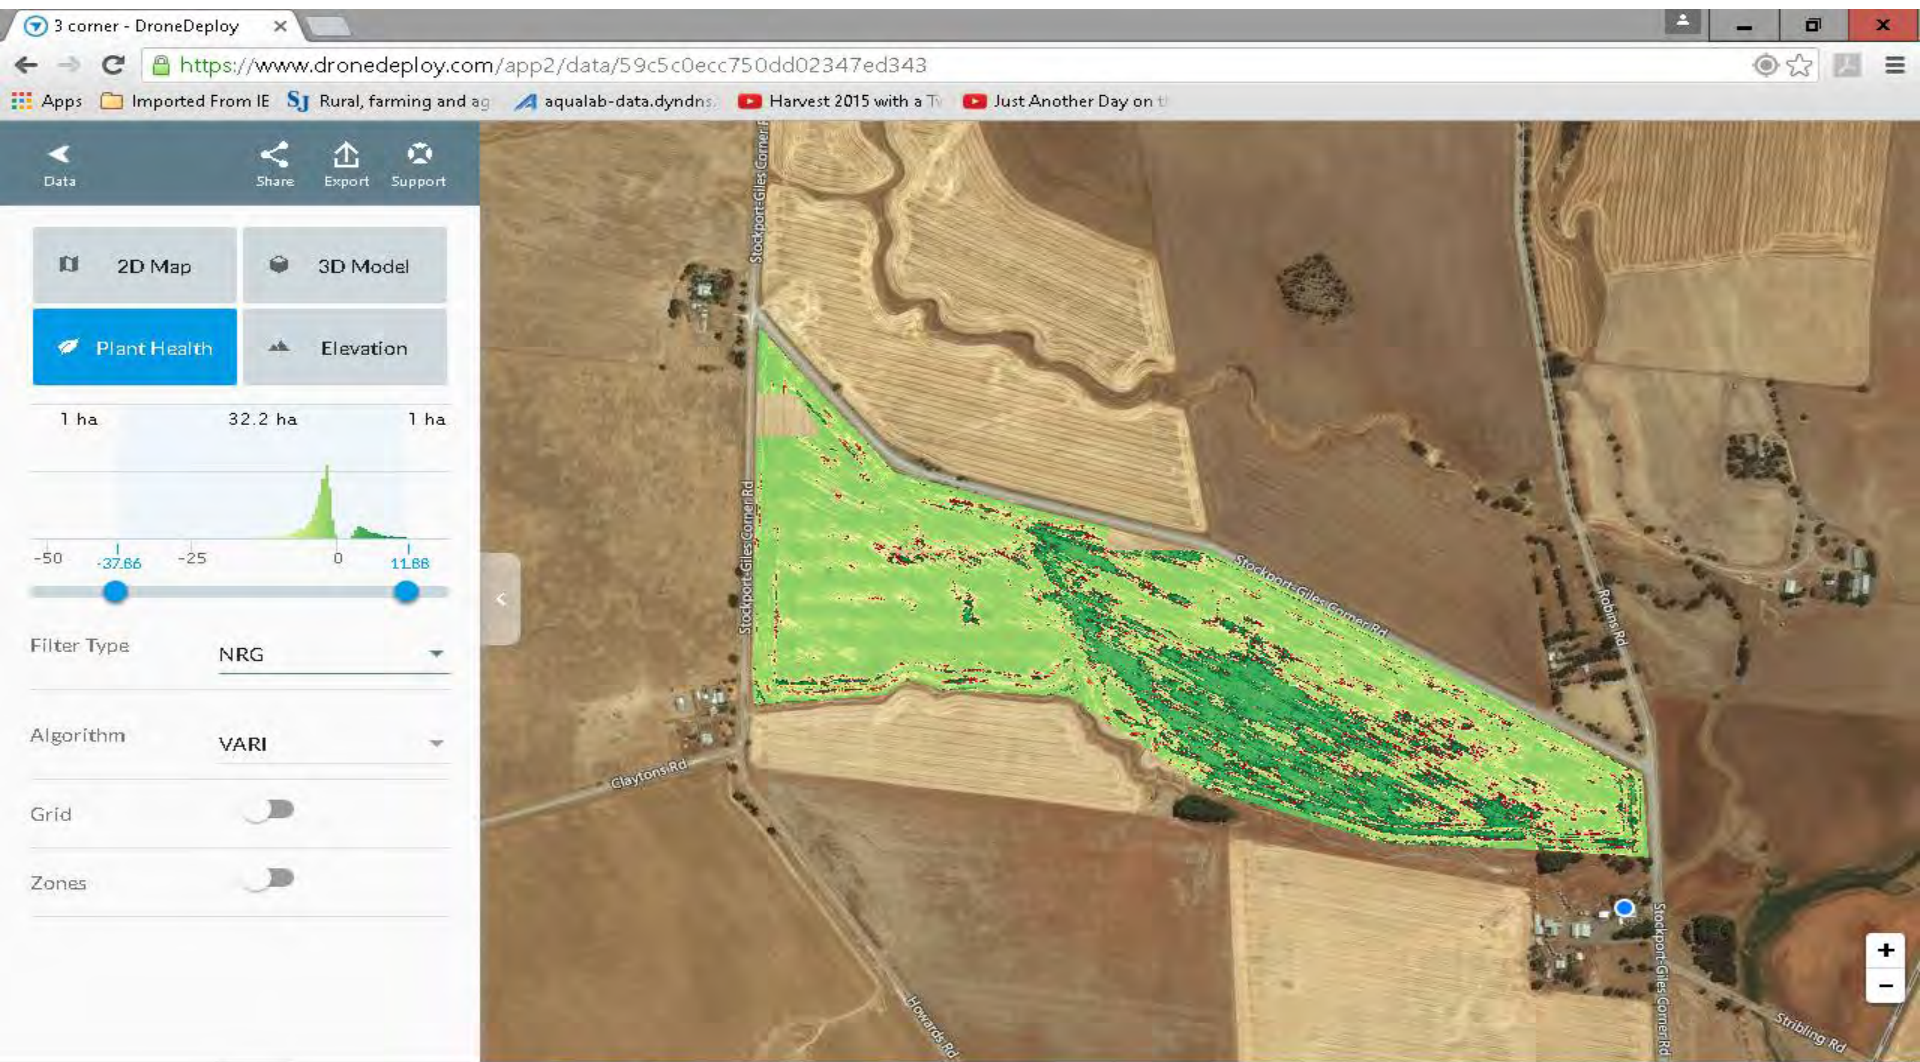 3 corner - DroneDeploy
https://www.dronedeploy.com/app2/data/59c5c0ecc750dd02347ed343
Apps Imported From IE SJ Rural, farming and ag aqualab-data.dyndns. Harvest 2015 with a Tw Just Another Day on t
Data Share Export Support
2D Map 3D Model
Plant Health Elevation
1 ha 32.2 ha 1 ha
-50 -37.86 -25 0 11.88
Filter Type NRG
Algorithm VARI
Grid
Zones
Stockport-Giles Corner R
Stockport-Giles Corner Rd
Stockport-Giles Corner Rd
Robins Rd
Claytons Rd
Howards Rd
Stockport-Giles Corner Rd
Stribling Rd
+
-